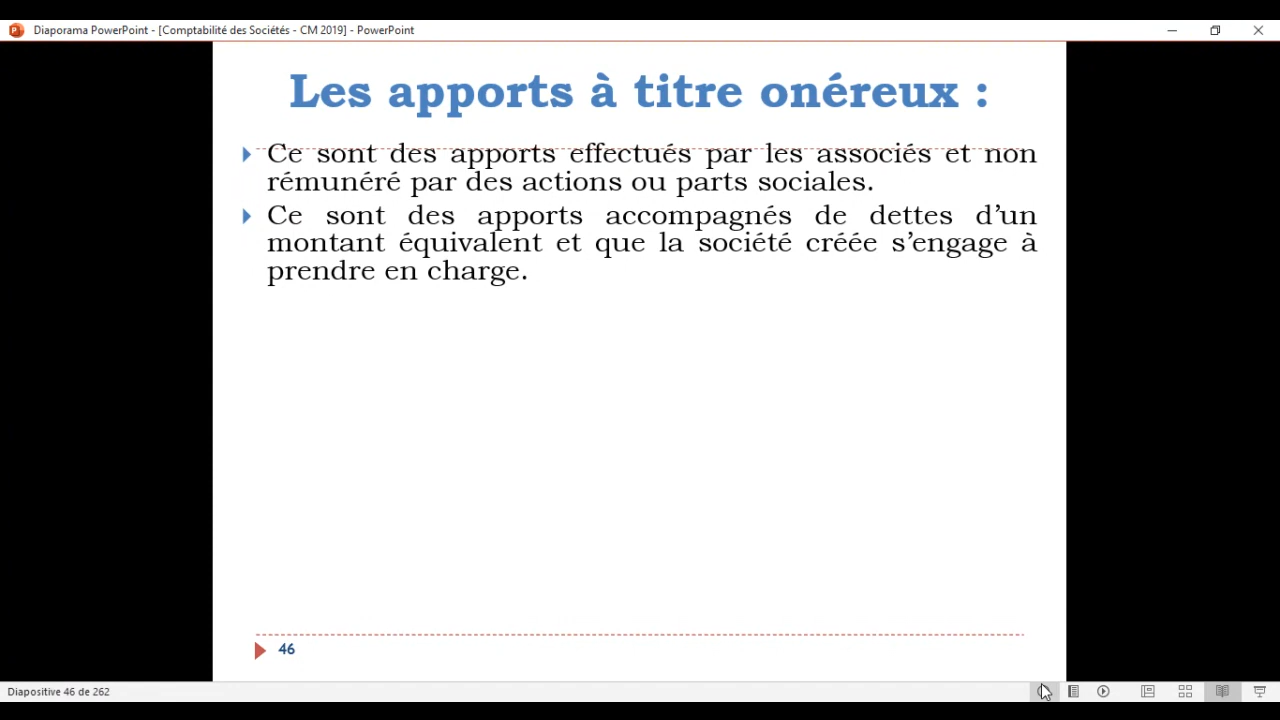 Diaporama PowerPoint - [Comptabilité des Sociétés - CM 2019] - PowerPoint
Les apports à titre onéreux :
Ce sont des apports effectués par les associés et non
rémunéré par des actions ou parts sociales.
Ce sont des apports accompagnés de dettes d’un
montant équivalent et que la société créée s’engage à
prendre en charge.
46
Diapositive 46 de 262